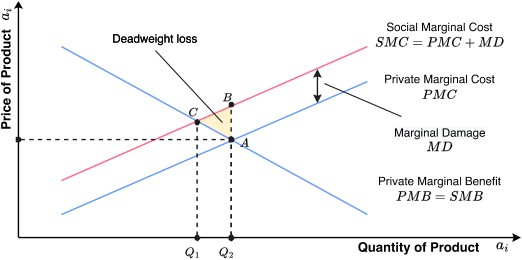 a_i
Price of Product
Deadweight loss
Social Marginal Cost
SMC = PMC + MD
Private Marginal Cost
PMC
Marginal Damage
MD
Private Marginal Benefit
PMB = SMB
B
C
A
Q_1
Q_2
Quantity of Product a_i